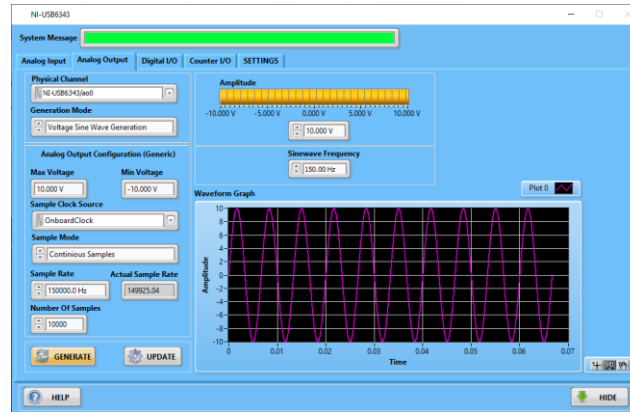 NI-USB6343
System Message
Analog Input Analog Output Digital I/O Counter I/O SETTINGS
Physical Channel
NI-USB6343/ao0
Generation Mode
Voltage Sine Wave Generation
Analog Output Configuration (Generic)
Max Voltage Min Voltage
10.000 V -10.000 V
Sample Clock Source
OnboardClock
Sample Mode
Continious Samples
Sample Rate Actual Sample Rate
150000.0 Hz 149925.04
Number Of Samples
10000
GENERATE UPDATE
Amplitude
-10.000 V -5.000 V 0.000 V 5.000 V 10.000 V
10.000 V
Sinewave Frequency
150.00 Hz
Waveform Graph Plot 0
Amplitude
10
8
6
4
2
0
-2
-4
-6
-8
-10
0 0.01 0.02 0.03 0.04 0.05 0.06 0.07
Time
HELP HIDE